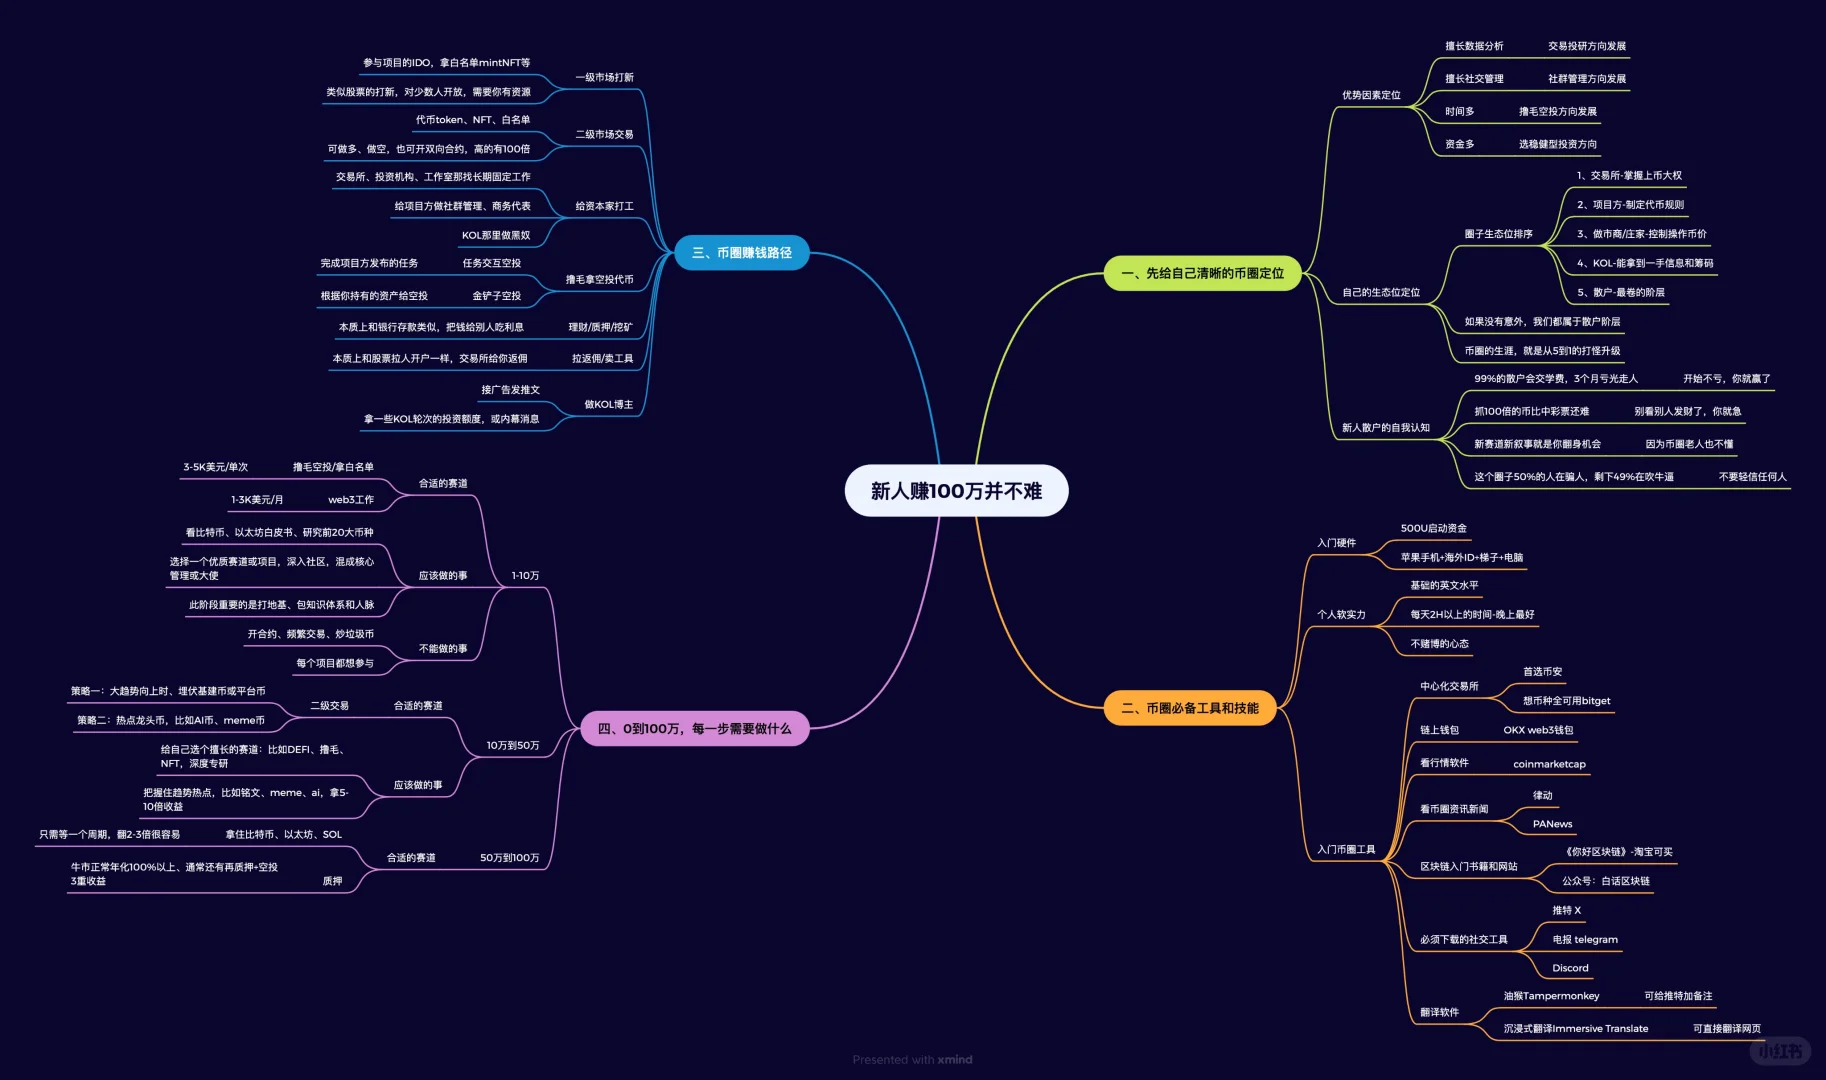 新人赚100万并不难
一、先给自己清晰的币圈定位
优势因素定位
擅长数据分析 交易投研方向发展
擅长社交管理 社群管理方向发展
时间多 撸毛空投方向发展
资金多 选稳健型投资方向
自己的生态位定位
圈子生态位排序
1、交易所-掌握上币大权
2、项目方-制定代币规则
3、做市商/庄家-控制操作币价
4、KOL-能拿到一手信息和筹码
5、散户-最卷的阶层
如果没有意外，我们都属于散户阶层
币圈的生涯，就是从5到1的打怪升级
新人散户的自我认知
99%的散户会交学费，3个月亏光走人 开始不亏，你就赢了
抓100倍的币比中彩票还难 别看别人发财了，你就急
新赛道新叙事就是你翻身机会 因为币圈老人也不懂
这个圈子50%的人在骗人，剩下49%在吹牛逼 不要轻信任何人
二、币圈必备工具和技能
入门硬件
500U启动资金
苹果手机+海外ID+梯子+电脑
个人软实力
基础的英文水平
每天2H以上的时间-晚上最好
不赌博的心态
入门币圈工具
中心化交易所
首选币安
想币种全可用bitget
链上钱包 OKX web3钱包
看行情软件 coinmarketcap
看币圈资讯新闻
律动
PANews
区块链入门书籍和网站
《你好区块链》-淘宝可买
公众号：白话区块链
必须下载的社交工具
推特 X
电报 telegram
Discord
翻译软件
油猴Tampermonkey 可给推特加备注
沉浸式翻译Immersive Translate 可直接翻译网页
三、币圈赚钱路径
一级市场打新
参与项目的IDO，拿白名单mintNFT等
类似股票的打新，对少数人开放，需要你有资源
二级市场交易
代币token、NFT、白名单
可做多、做空，也可开双向合约，高的有100倍
给资本家打工
交易所、投资机构、工作室那找长期固定工作
给项目方做社群管理、商务代表
KOL那里做黑奴
撸毛拿空投代币
完成项目方发布的任务 任务交互空投
根据你持有的资产给空投 金铲子空投
本质上和银行存款类似，把钱给别人吃利息 理财/质押/挖矿
本质上和股票拉人开户一样，交易所给你返佣 拉返佣/卖工具
做KOL博主
接广告发推文
拿一些KOL轮次的投资额度，或内幕消息
四、0到100万，每一步需要做什么
1-10万
合适的赛道
3-5K美元/单次 撸毛空投/拿白名单
1-3K美元/月 web3工作
应该做的事
看比特币、以太坊白皮书、研究前20大币种
选择一个优质赛道或项目，深入社区，混成核心
管理或大使
此阶段重要的是打地基、包知识体系和人脉
不能做的事
开合约、频繁交易、炒垃圾币
每个项目都想参与
10万到50万
合适的赛道
二级交易
策略一：大趋势向上时、埋伏基建币或平台币
策略二：热点龙头币，比如AI币、meme币
应该做的事
给自己选个擅长的赛道：比如DEFI、撸毛、
NFT，深度专研
把握住趋势热点，比如铭文、meme、ai，拿5-
10倍收益
50万到100万
合适的赛道
只需等一个周期，翻2-3倍很容易 拿住比特币、以太坊、SOL
牛市正常年化100%以上、通常还有再质押+空投
3重收益 质押
Presented with xmind
小红书